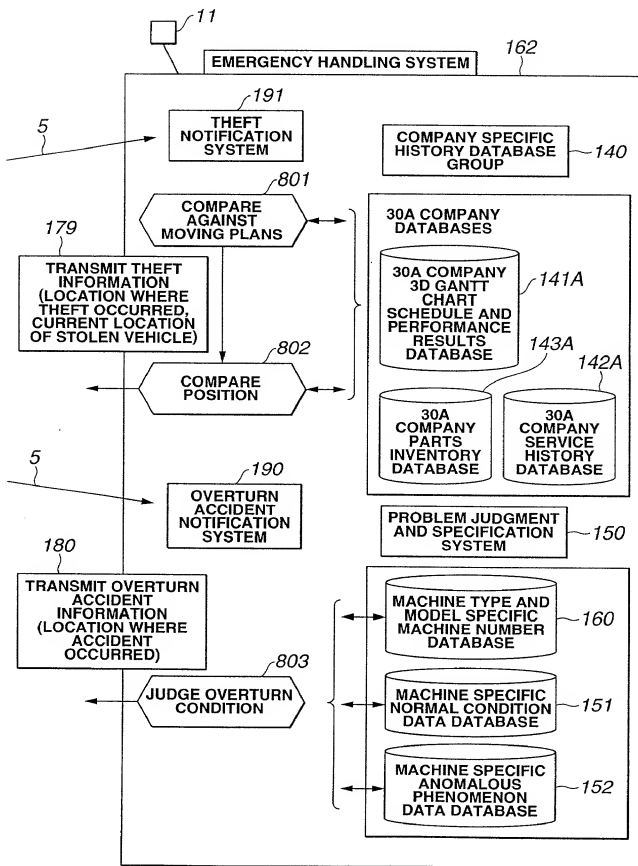 11
EMERGENCY HANDLING SYSTEM
162
191
5
THEFT
NOTIFICATION
SYSTEM
COMPANY SPECIFIC
HISTORY DATABASE
GROUP
140
801
COMPARE
AGAINST
MOVING PLANS
179
TRANSMIT THEFT
INFORMATION
(LOCATION WHERE
THEFT OCCURRED,
CURRENT LOCATION
OF STOLEN VEHICLE)
30A COMPANY
DATABASES
30A COMPANY
3D GANTT
CHART
SCHEDULE AND
PERFORMANCE
RESULTS
DATABASE
141A
802
COMPARE
POSITION
143A
142A
30A
COMPANY
PARTS
INVENTORY
DATABASE
30A
COMPANY
SERVICE
HISTORY
DATABASE
5
190
OVERTURN
ACCIDENT
NOTIFICATION
SYSTEM
PROBLEM JUDGMENT
AND SPECIFICATION
SYSTEM
150
180
TRANSMIT OVERTURN
ACCIDENT
INFORMATION
(LOCATION WHERE
ACCIDENT
OCCURRED)
MACHINE TYPE AND
MODEL SPECIFIC
MACHINE NUMBER
DATABASE
160
803
JUDGE OVERTURN
CONDITION
MACHINE SPECIFIC
NORMAL CONDITION
DATA DATABASE
151
MACHINE SPECIFIC
ANOMALOUS
PHENOMENON
DATA DATABASE
152